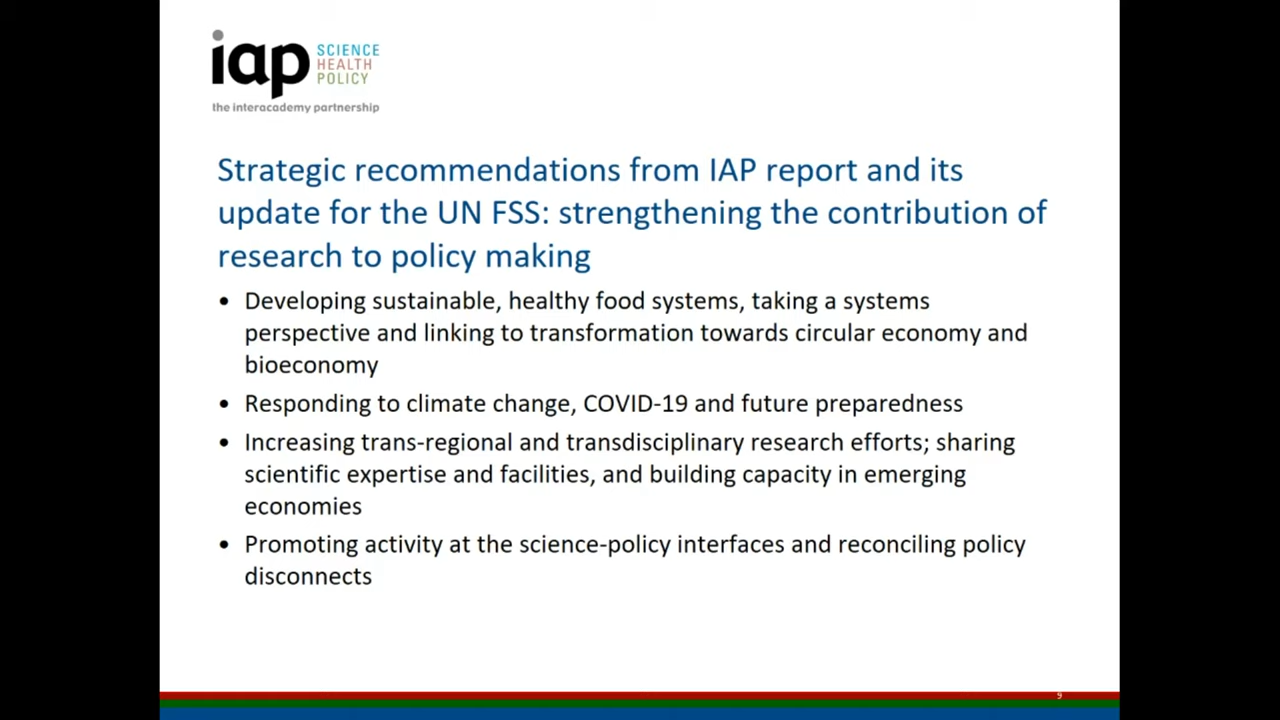 iap SCIENCE
HEALTH
POLICY
the interacademy partnership
Strategic recommendations from IAP report and its
update for the UN FSS: strengthening the contribution of
research to policy making
• Developing sustainable, healthy food systems, taking a systems
perspective and linking to transformation towards circular economy and
bioeconomy
• Responding to climate change, COVID-19 and future preparedness
• Increasing trans-regional and transdisciplinary research efforts; sharing
scientific expertise and facilities, and building capacity in emerging
economies
• Promoting activity at the science-policy interfaces and reconciling policy
disconnects
9